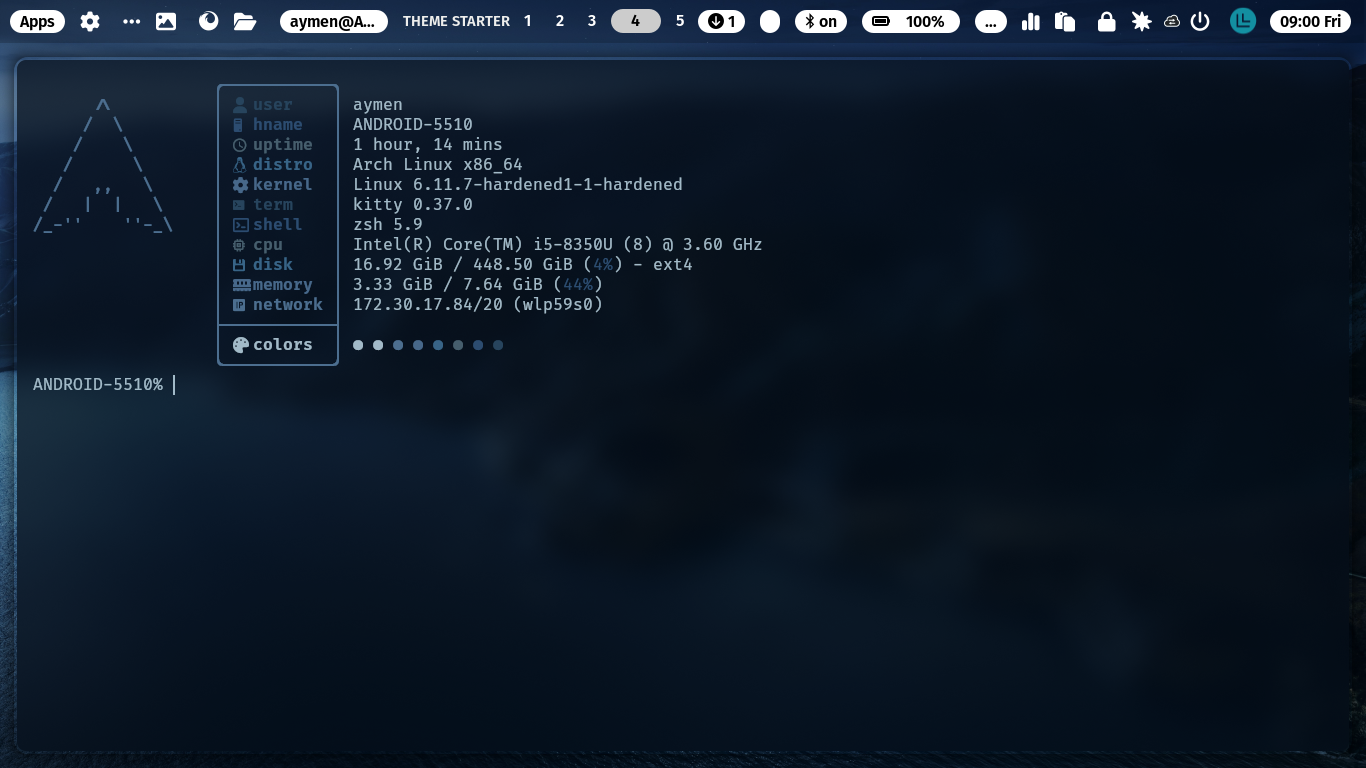 Apps aymen@A... THEME STARTER 1 2 3 4 5 1 on 100% ... 09:00 Fri
user aymen
hname ANDROID-5510
uptime 1 hour, 14 mins
distro Arch Linux x86_64
kernel Linux 6.11.7-hardened1-1-hardened
term kitty 0.37.0
shell zsh 5.9
cpu Intel(R) Core(TM) i5-8350U (8) @ 3.60 GHz
disk 16.92 GiB / 448.50 GiB (4%) - ext4
memory 3.33 GiB / 7.64 GiB (44%)
network 172.30.17.84/20 (wlp59s0)
colors
ANDROID-5510%